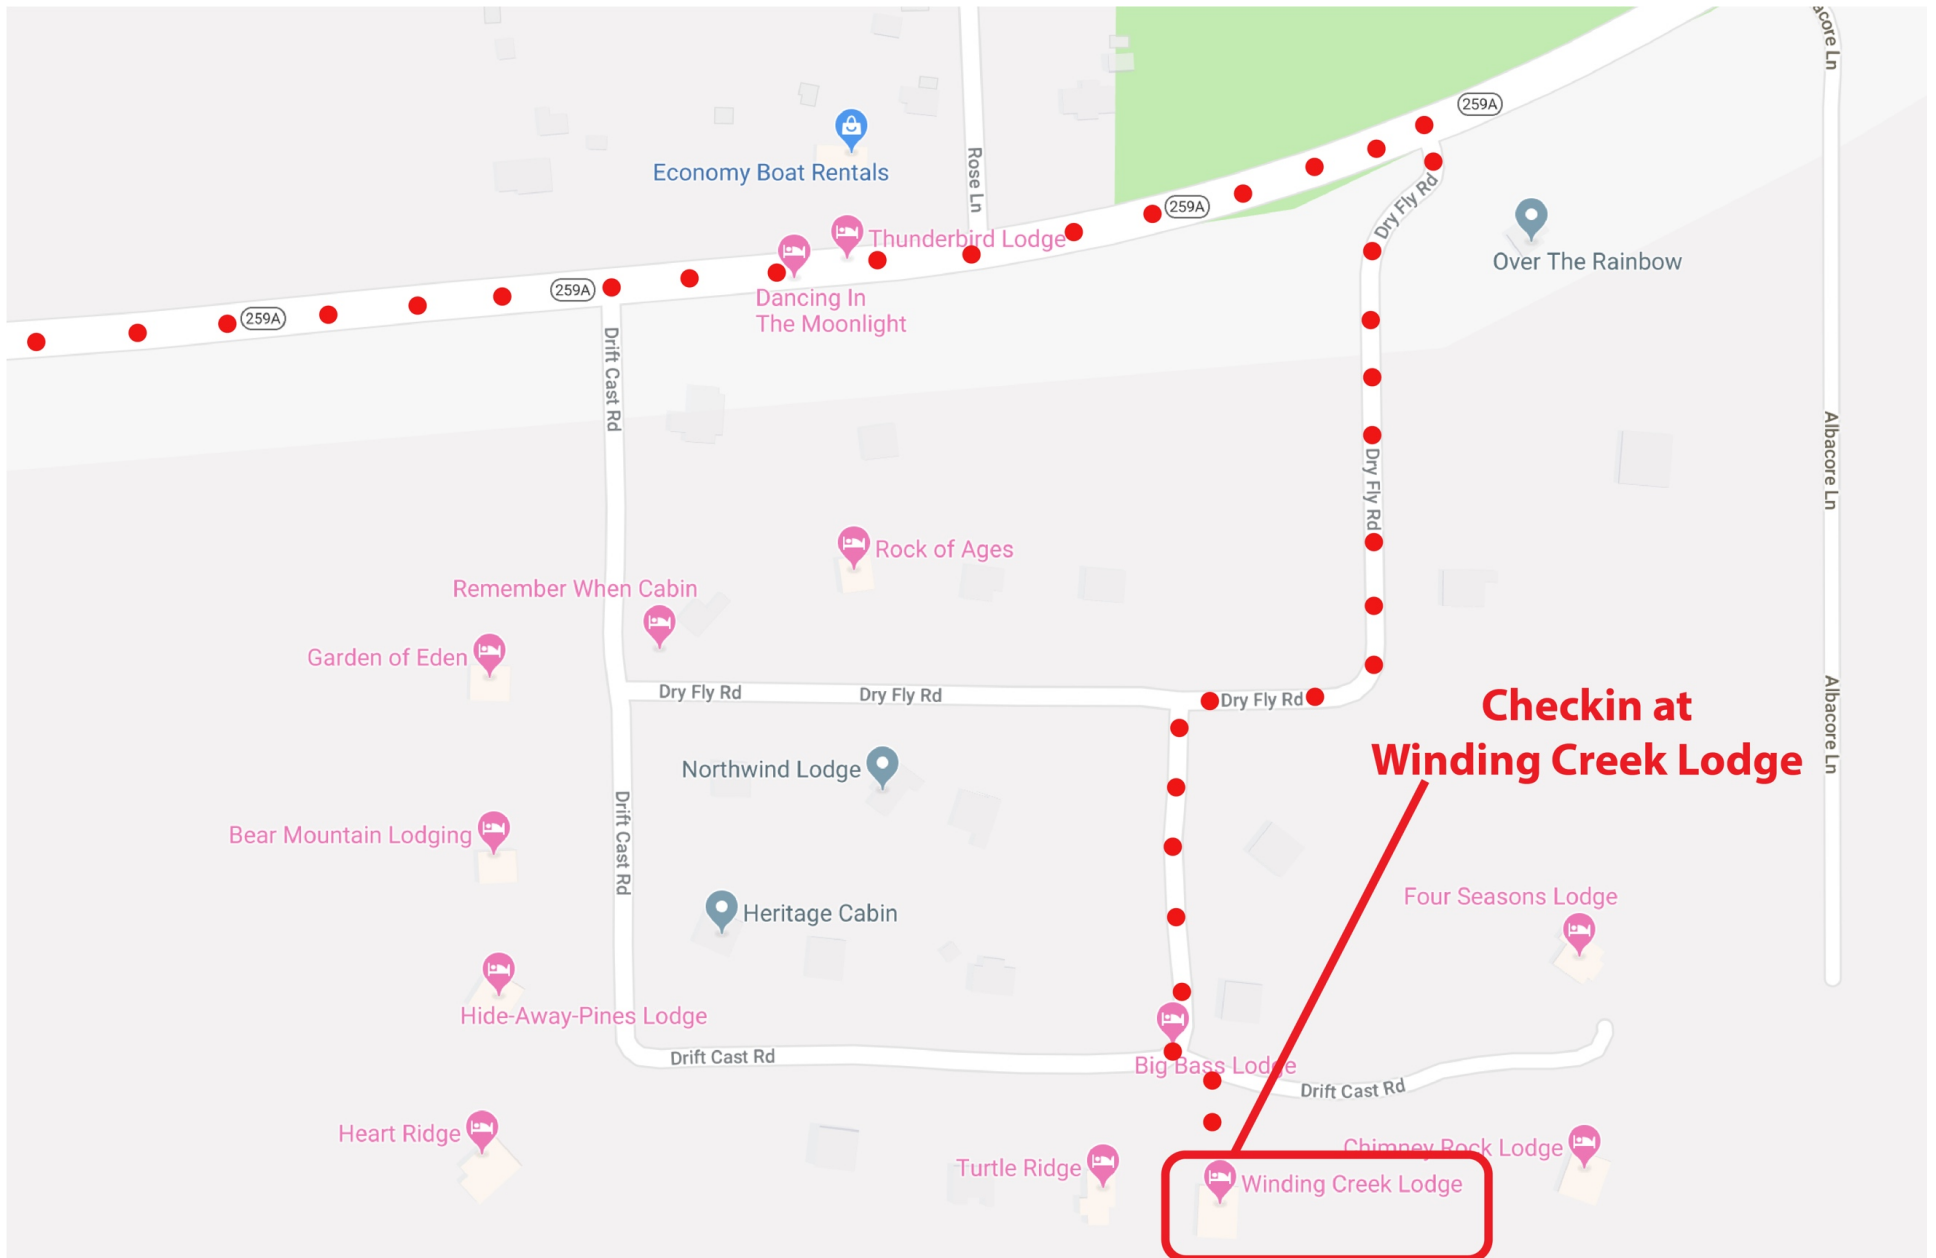 acore Ln
259A
Economy Boat Rentals
Rose Ln
259A
Dry Fly Rd
Thunderbird Lodge
Over The Rainbow
259A
259A
Dancing In
The Moonlight
Drift Cast Rd
Albacore Ln
Dry Fly Rd
Rock of Ages
Remember When Cabin
Garden of Eden
Dry Fly Rd
Dry Fly Rd
Dry Fly Rd
Checkin at
Winding Creek Lodge
Albacore Ln
Northwind Lodge
Bear Mountain Lodging
Drift Cast Rd
Four Seasons Lodge
Heritage Cabin
Hide-Away-Pines Lodge
Drift Cast Rd
Big Bass Lodge
Drift Cast Rd
Heart Ridge
Chimney Rock Lodge
Turtle Ridge
Winding Creek Lodge